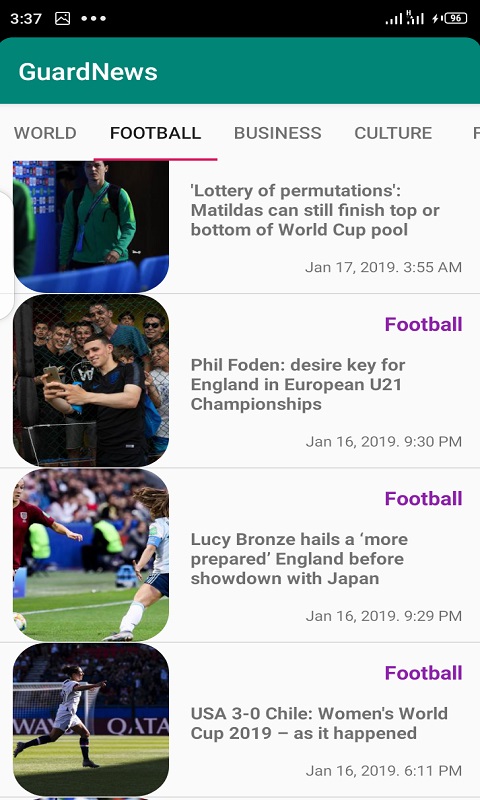 3:37
H
96
GuardNews
WORLD FOOTBALL BUSINESS CULTURE F
'Lottery of permutations':
Matildas can still finish top or
bottom of World Cup pool
Jan 17, 2019. 3:55 AM
Football
Phil Foden: desire key for
England in European U21
Championships
Jan 16, 2019. 9:30 PM
Football
Lucy Bronze hails a ‘more
prepared’ England before
showdown with Japan
Jan 16, 2019. 9:29 PM
Football
USA 3-0 Chile: Women's World
Cup 2019 – as it happened
Jan 16, 2019. 6:11 PM
WAY QATA